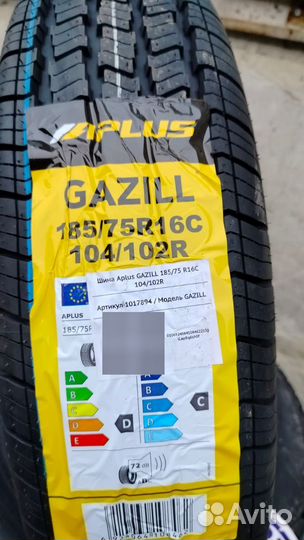 APLUS
GAZILL
185/75R16C
104/102R
Шина Aplus GAZILL 185/75 R16C
104/102R
Артикул 1017894 / Модель GAZILL
APLUS
185/75R
A
B
C
D
E
D
A
B
C
C
72 dB
Avito